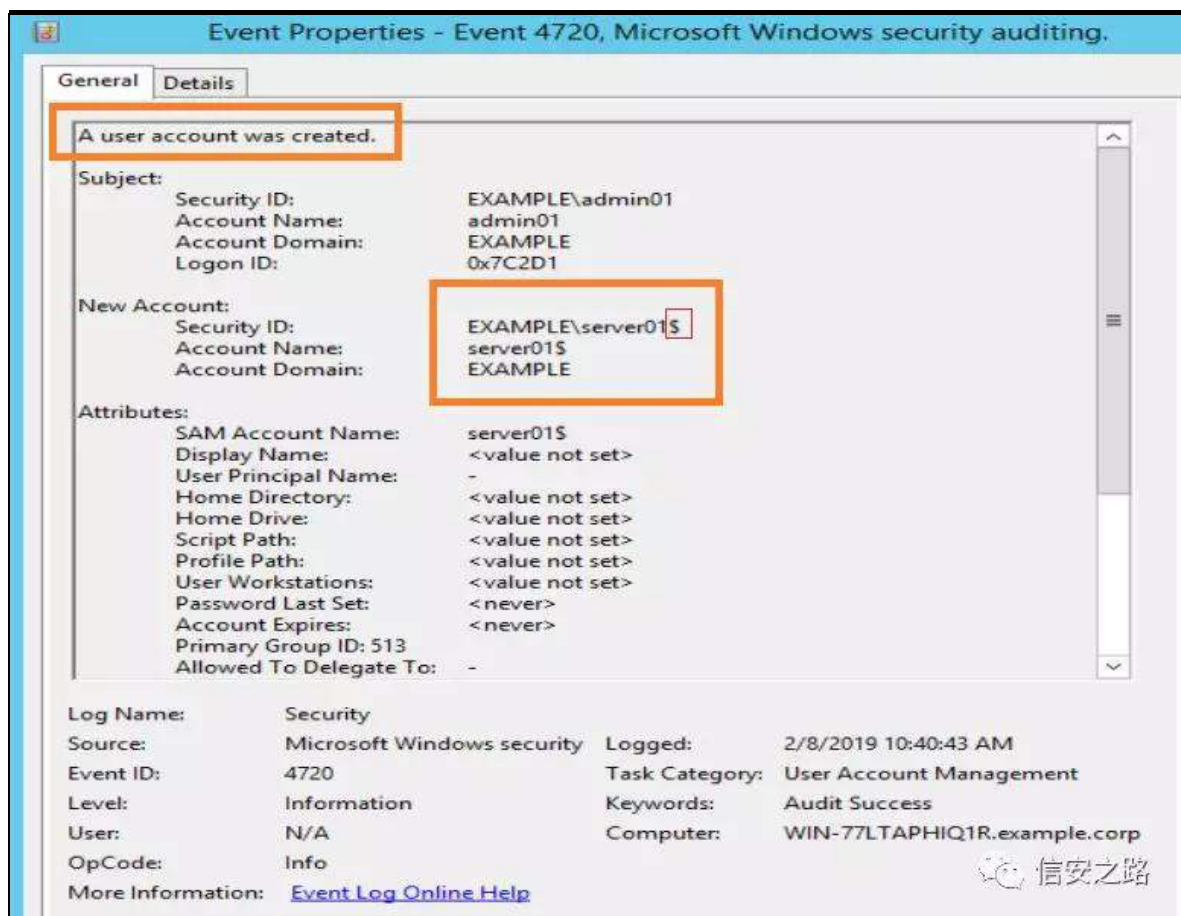 Event Properties - Event 4720, Microsoft Windows security auditing.
General Details
A user account was created.
Subject:
Security ID: EXAMPLE\admin01
Account Name: admin01
Account Domain: EXAMPLE
Logon ID: 0x7C2D1
New Account:
Security ID: EXAMPLE\server01$
Account Name: server01$
Account Domain: EXAMPLE
Attributes:
SAM Account Name: server01$
Display Name: <value not set>
User Principal Name: -
Home Directory: <value not set>
Home Drive: <value not set>
Script Path: <value not set>
Profile Path: <value not set>
User Workstations: <value not set>
Password Last Set: <never>
Account Expires: <never>
Primary Group ID: 513
Allowed To Delegate To: -
Log Name: Security
Source: Microsoft Windows security Logged: 2/8/2019 10:40:43 AM
Event ID: 4720 Task Category: User Account Management
Level: Information Keywords: Audit Success
User: N/A Computer: WIN-77LTAPHIQ1R.example.corp
OpCode: Info
More Information: Event Log Online Help
信安之路